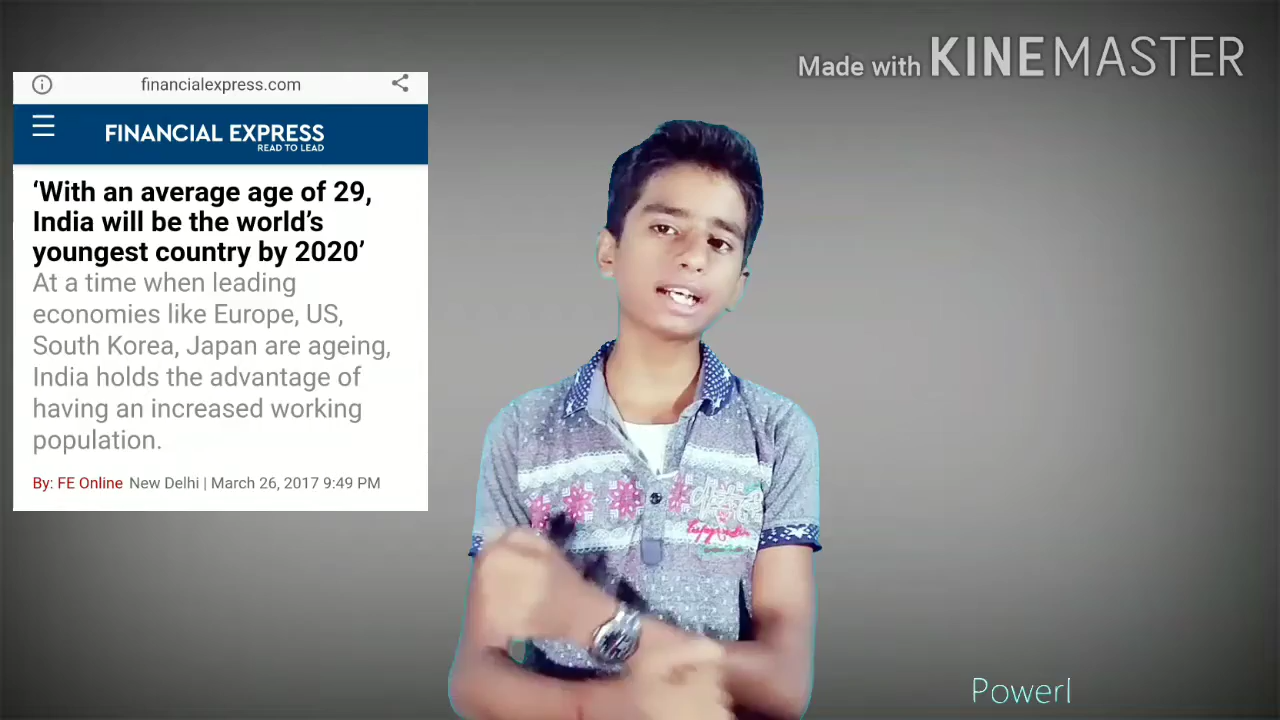 Made with KINEMASTER
financialexpress.com
FINANCIAL EXPRESS
READ TO LEAD
‘With an average age of 29,
India will be the world’s
youngest country by 2020’
At a time when leading
economies like Europe, US,
South Korea, Japan are ageing,
India holds the advantage of
having an increased working
population.
By: FE Online New Delhi | March 26, 2017 9:49 PM